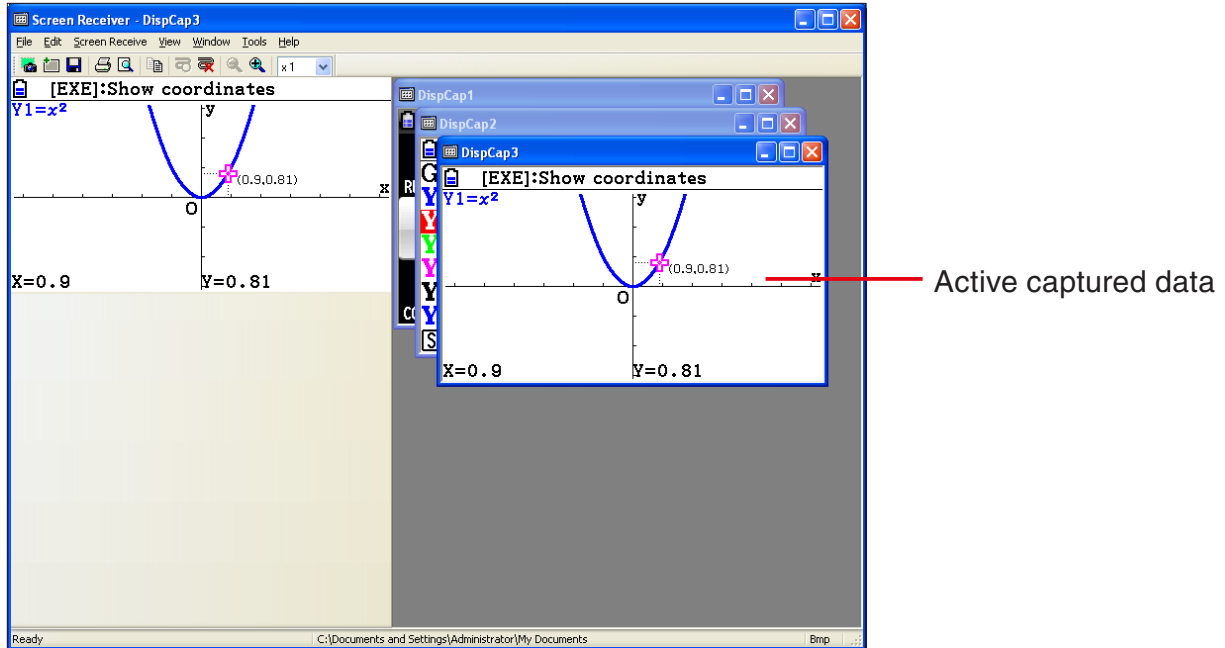 Screen Receiver - DispCap3
File Edit Screen Receive View Window Tools Help
x1
[EXE]:Show coordinates
Y1=x²
y
(0.9,0.81)
x
O
X=0.9 Y=0.81
DispCap1
DispCap2
DispCap3
G
Y
Y
Y
Y
Y
Y
S
[EXE]:Show coordinates
Y1=x²
y
(0.9,0.81)
x
O
X=0.9 Y=0.81
Active captured data
Ready C:\Documents and Settings\Administrator\My Documents Bmp